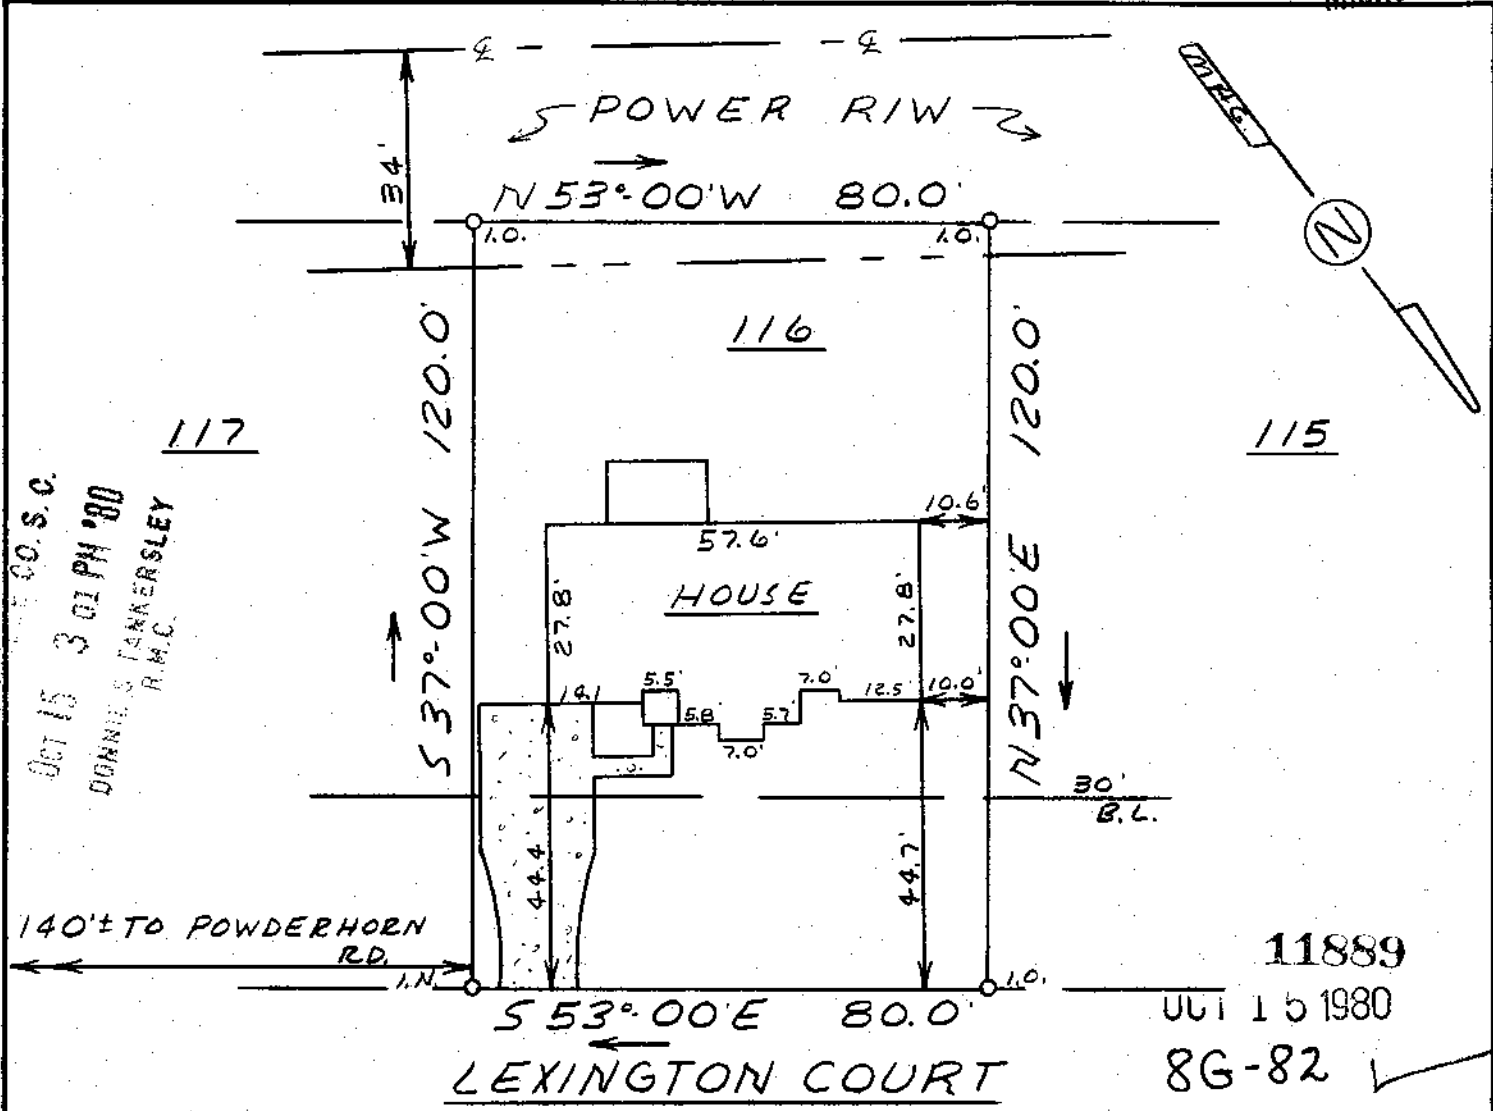 ℄ ℄
POWER R/W
34'
N 53°-00'W 80.0'
I.O. I.O.
N
116
117
115
S 37°-00'W 120.0'
N 37°-00'E 120.0'
CO. S. C.
OCT 15 3 01 PM '80
DONNIE S. TANKERSLEY
R.M.C.
10.6'
57.6'
HOUSE
27.8'
27.8'
14.1 5.5' 5.8' 7.0' 5.7' 7.0' 12.5' 10.0'
30'
B.L.
44.4'
44.7'
140'± TO POWDERHORN
RD.
I.N. I.O.
S 53°-00'E 80.0'
LEXINGTON COURT
11889
OCT 15 1980
8G-82